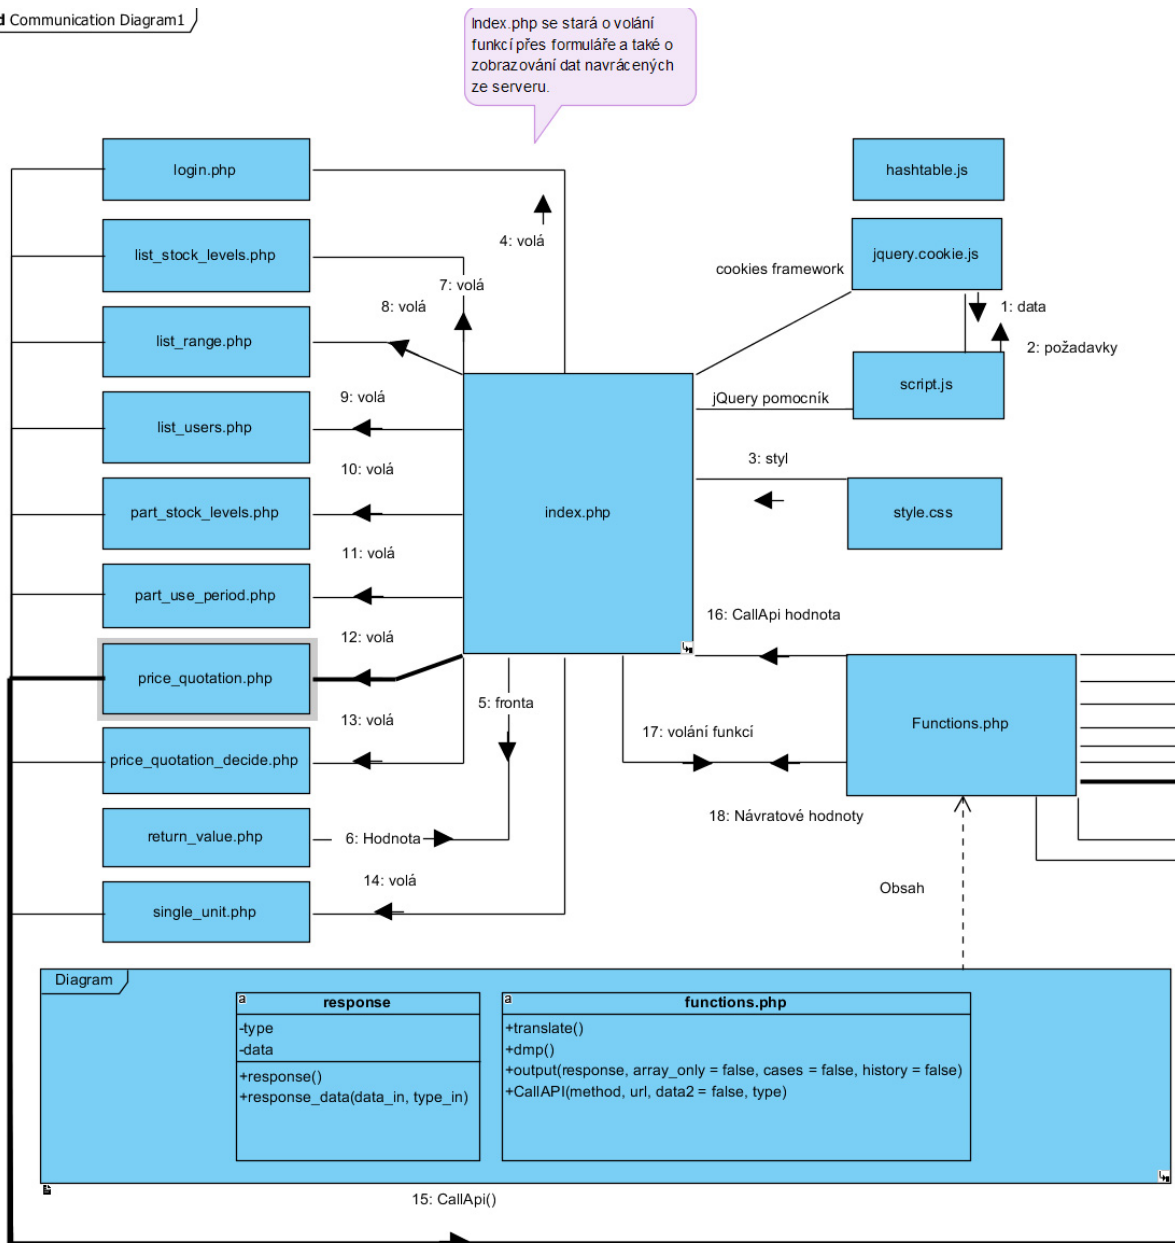 d Communication Diagram1
Index.php se stará o volání
funkcí přes formuláře a také o
zobrazování dat navrácených
ze serveru.
login.php
hashtable.js
4: volá
list_stock_levels.php
jquery.cookie.js
cookies framework
7: volá
8: volá
1: data
2: požadavky
list_range.php
script.js
jQuery pomocník
9: volá
list_users.php
3: styl
10: volá
part_stock_levels.php
index.php
style.css
11: volá
part_use_period.php
16: CallApi hodnota
12: volá
price_quotation.php
5: fronta
13: volá
17: volání funkcí
Functions.php
price_quotation_decide.php
18: Návratové hodnoty
return_value.php
6: Hodnota
14: volá
Obsah
single_unit.php
Diagram
a
response
-type
-data
+response()
+response_data(data_in, type_in)
a
functions.php
+translate()
+dmp()
+output(response, array_only = false, cases = false, history = false)
+CallAPI(method, url, data2 = false, type)
15: CallApi()